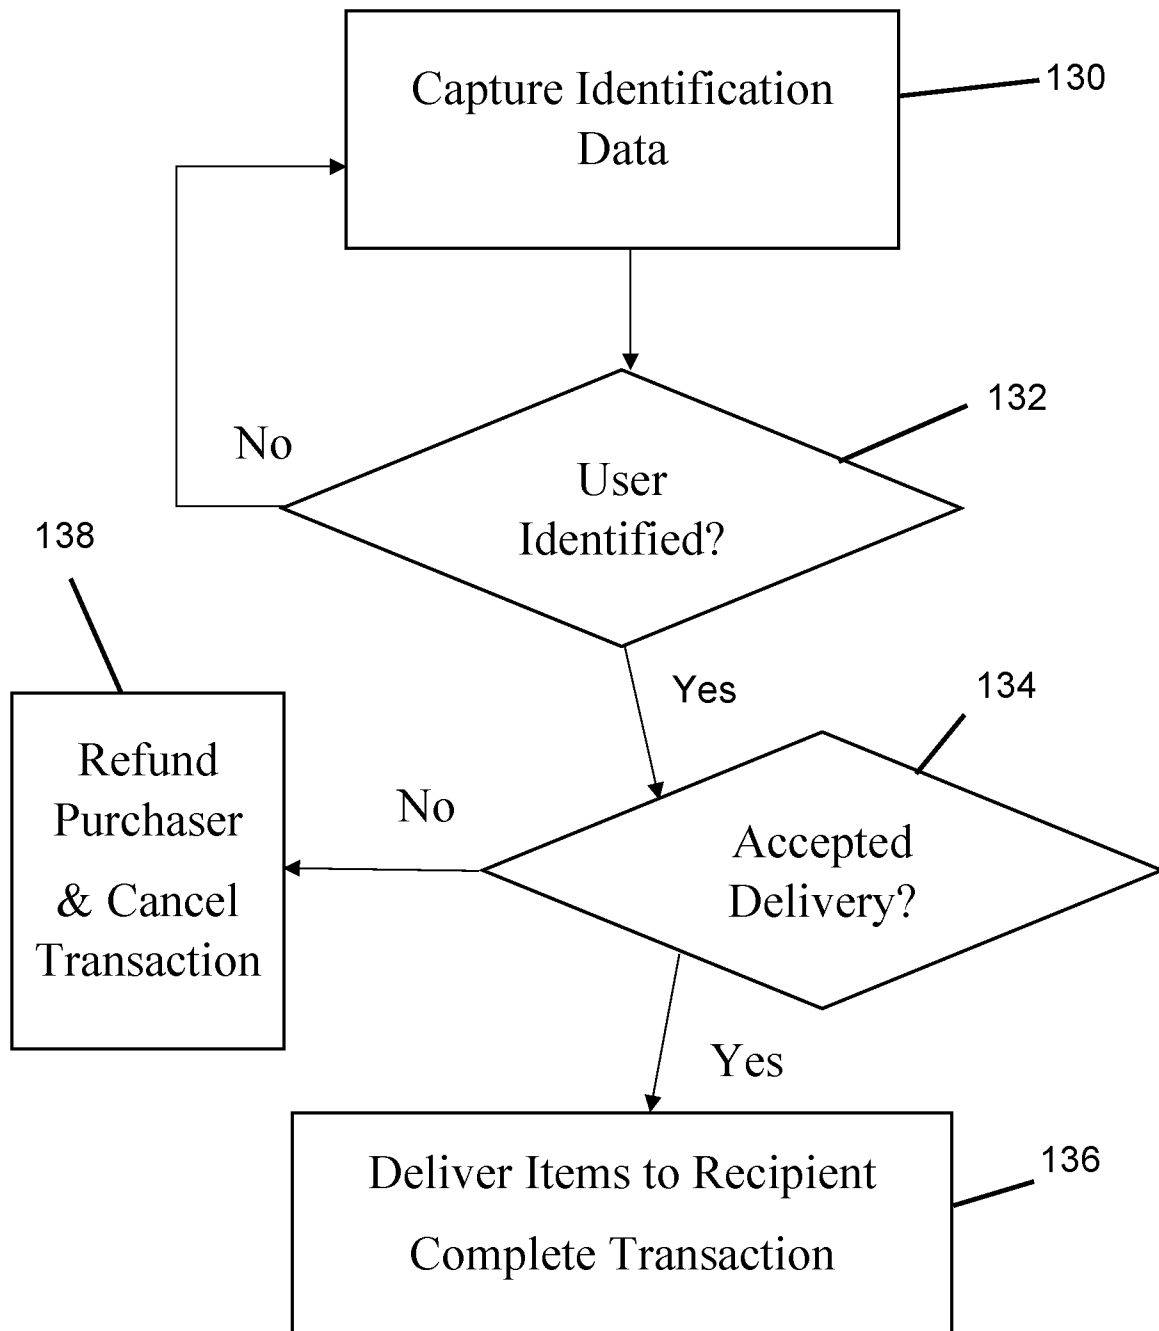 Capture Identification
Data
130
132
No
User
Identified?
138
Yes
134
Refund
Purchaser
& Cancel
Transaction
No
Accepted
Delivery?
Yes
Deliver Items to Recipient
Complete Transaction
136